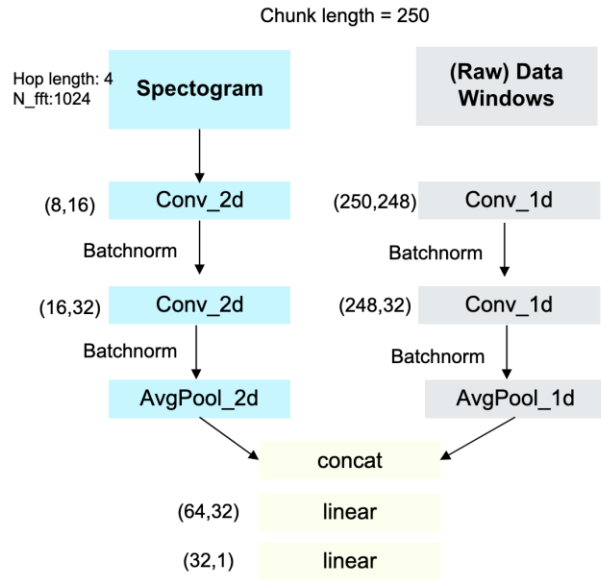 Chunk length = 250
Hop length: 4
N_fft:1024
Spectogram
(Raw) Data
Windows
(8,16)
Conv_2d
(250,248)
Conv_1d
Batchnorm
Batchnorm
(16,32)
Conv_2d
(248,32)
Conv_1d
Batchnorm
Batchnorm
AvgPool_2d
AvgPool_1d
concat
(64,32)
linear
(32,1)
linear